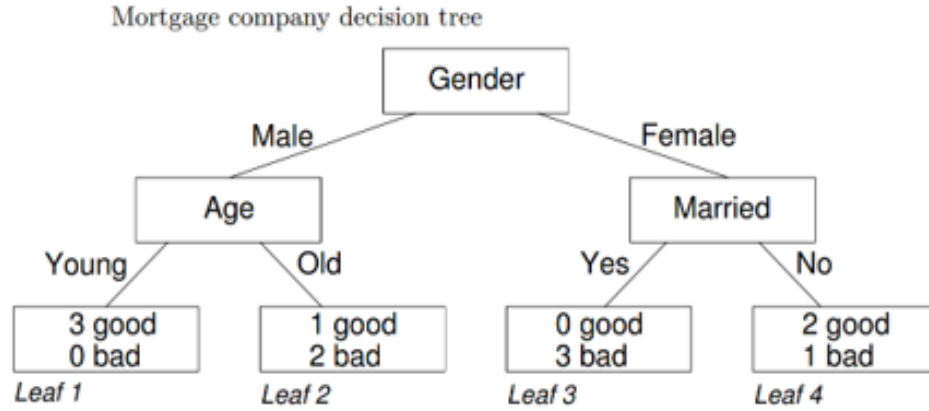 Mortgage company decision tree
Gender
Male
Female
Age
Married
Young
Old
Yes
No
3 good
0 bad
1 good
2 bad
0 good
3 bad
2 good
1 bad
Leaf 1
Leaf 2
Leaf 3
Leaf 4